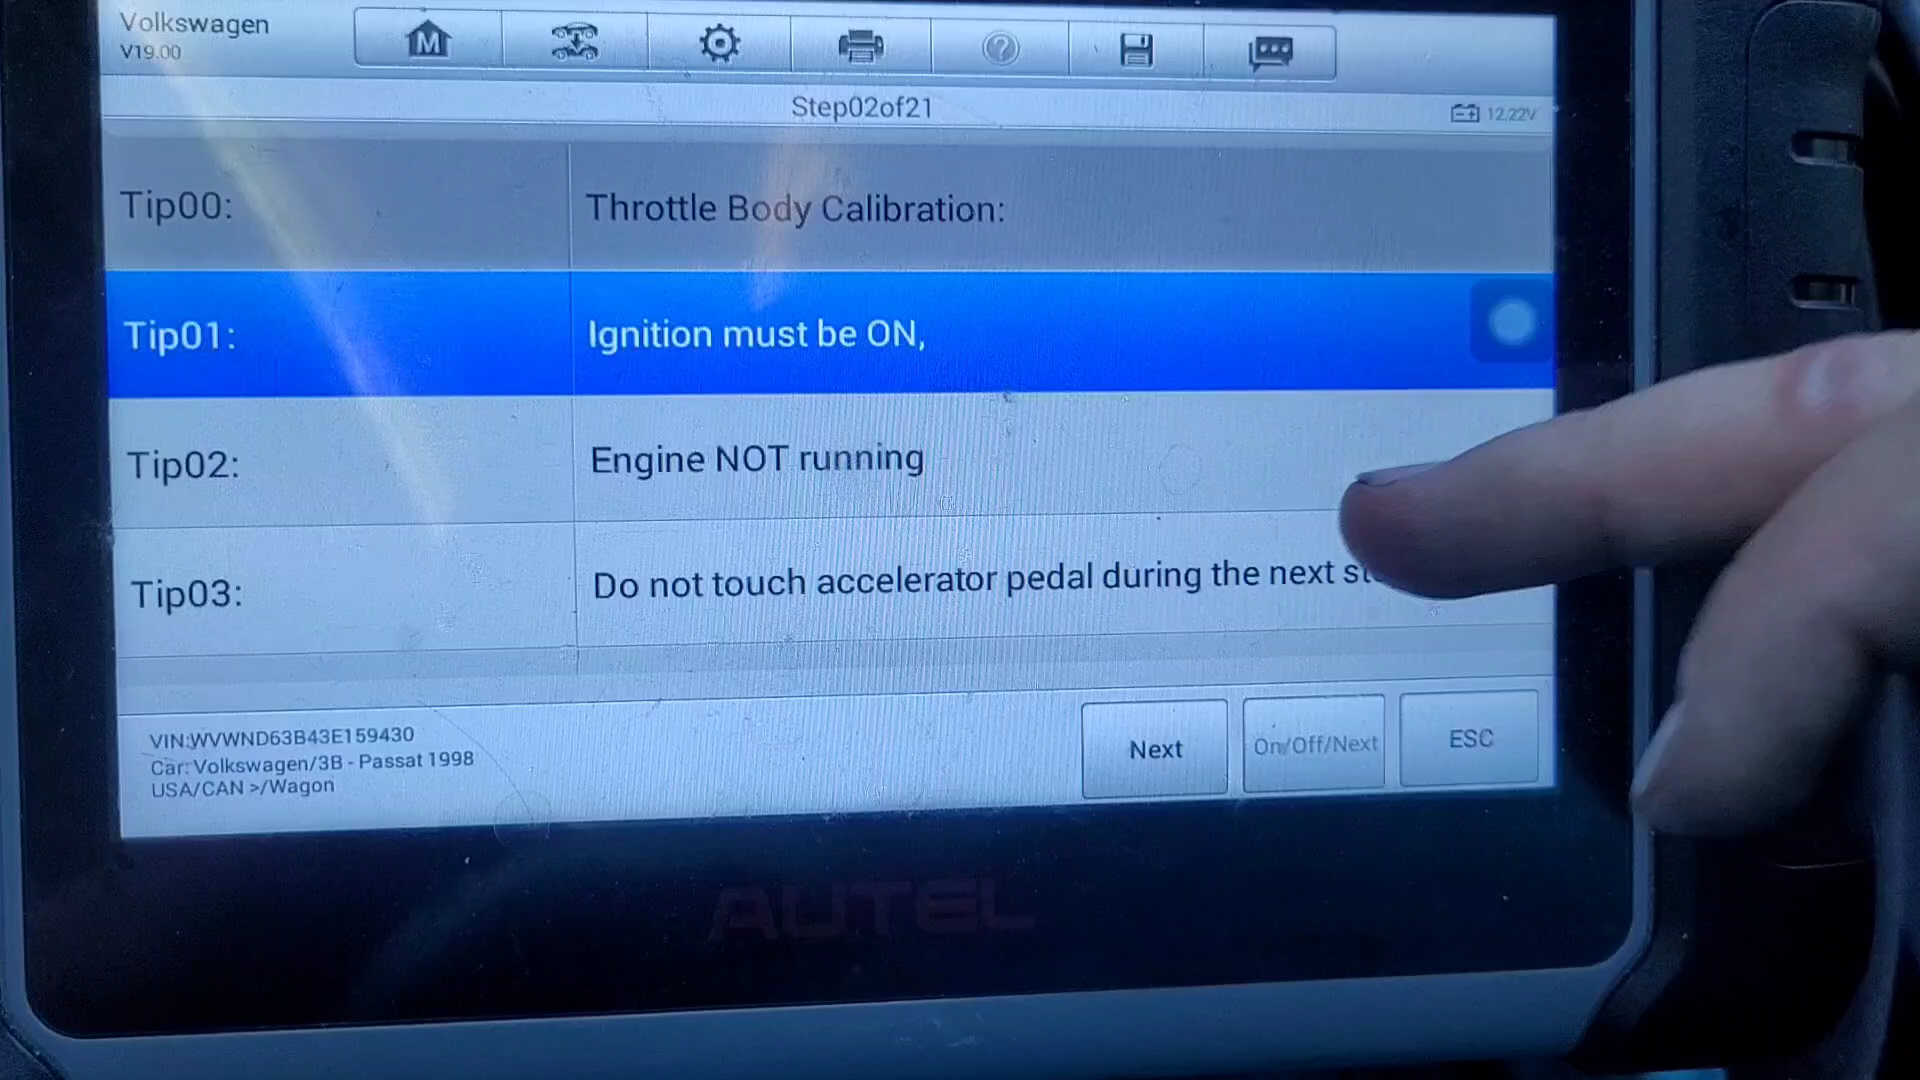 Volkswagen
V19.00
M
Step02of21
12.22V
Tip00: Throttle Body Calibration:
Tip01: Ignition must be ON,
Tip02: Engine NOT running
Tip03: Do not touch accelerator pedal during the next
VIN:WVWND63B43E159430
Car: Volkswagen/3B - Passat 1998
USA/CAN >/Wagon
Next
On/Off/Next
ESC
AUTEL